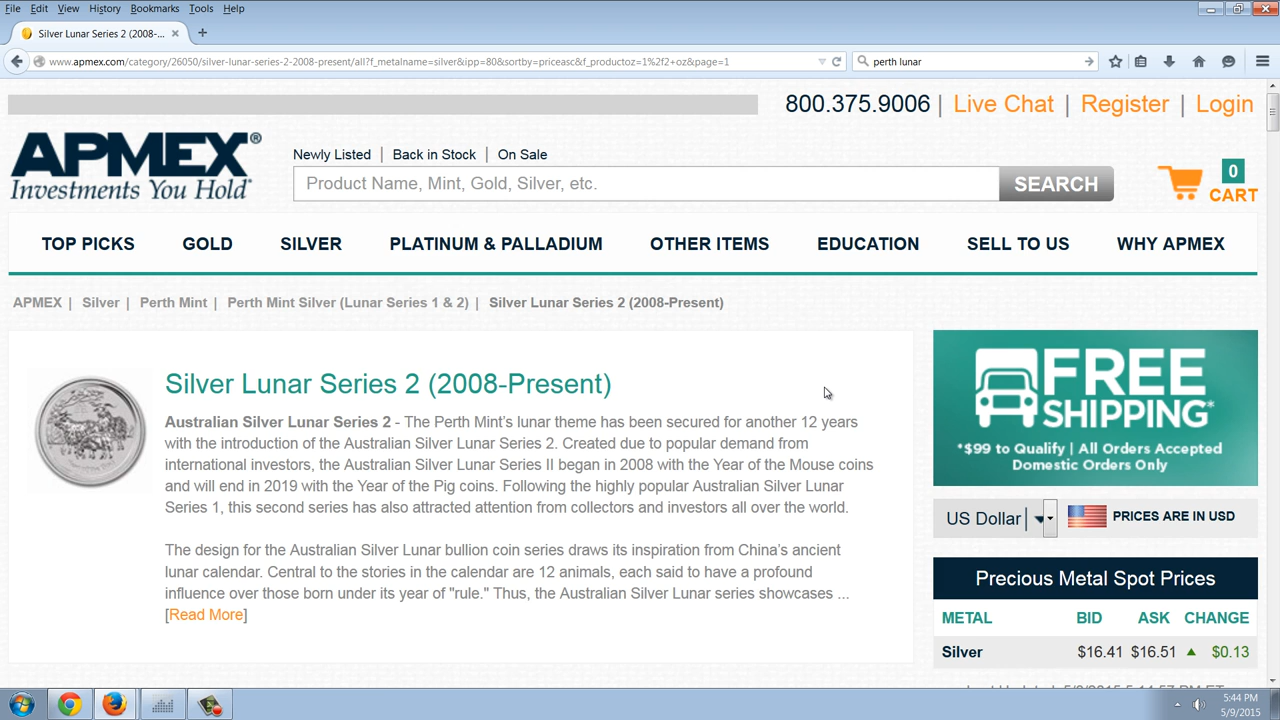 File Edit View History Bookmarks Tools Help
Silver Lunar Series 2 (2008-...
www.apmex.com/category/26050/silver-lunar-series-2-2008-present/all?f_metalname=silver&ipp=80&sortby=priceasc&f_productoz=1%2f2+oz&page=1
perth lunar
800.375.9006 | Live Chat | Register | Login
APMEX®
Investments You Hold
Newly Listed | Back in Stock | On Sale
Product Name, Mint, Gold, Silver, etc.
SEARCH
0
CART
TOP PICKS GOLD SILVER PLATINUM & PALLADIUM OTHER ITEMS EDUCATION SELL TO US WHY APMEX
APMEX | Silver | Perth Mint | Perth Mint Silver (Lunar Series 1 & 2) | Silver Lunar Series 2 (2008-Present)
Silver Lunar Series 2 (2008-Present)
Australian Silver Lunar Series 2 - The Perth Mint's lunar theme has been secured for another 12 years
with the introduction of the Australian Silver Lunar Series 2. Created due to popular demand from
international investors, the Australian Silver Lunar Series II began in 2008 with the Year of the Mouse coins
and will end in 2019 with the Year of the Pig coins. Following the highly popular Australian Silver Lunar
Series 1, this second series has also attracted attention from collectors and investors all over the world.
The design for the Australian Silver Lunar bullion coin series draws its inspiration from China's ancient
lunar calendar. Central to the stories in the calendar are 12 animals, each said to have a profound
influence over those born under its year of "rule." Thus, the Australian Silver Lunar series showcases ...
[Read More]
FREE
SHIPPING*
*$99 to Qualify | All Orders Accepted
Domestic Orders Only
US Dollar
PRICES ARE IN USD
Precious Metal Spot Prices
METAL BID ASK CHANGE
Silver $16.41 $16.51 ▲ $0.13
5:44 PM
5/9/2015